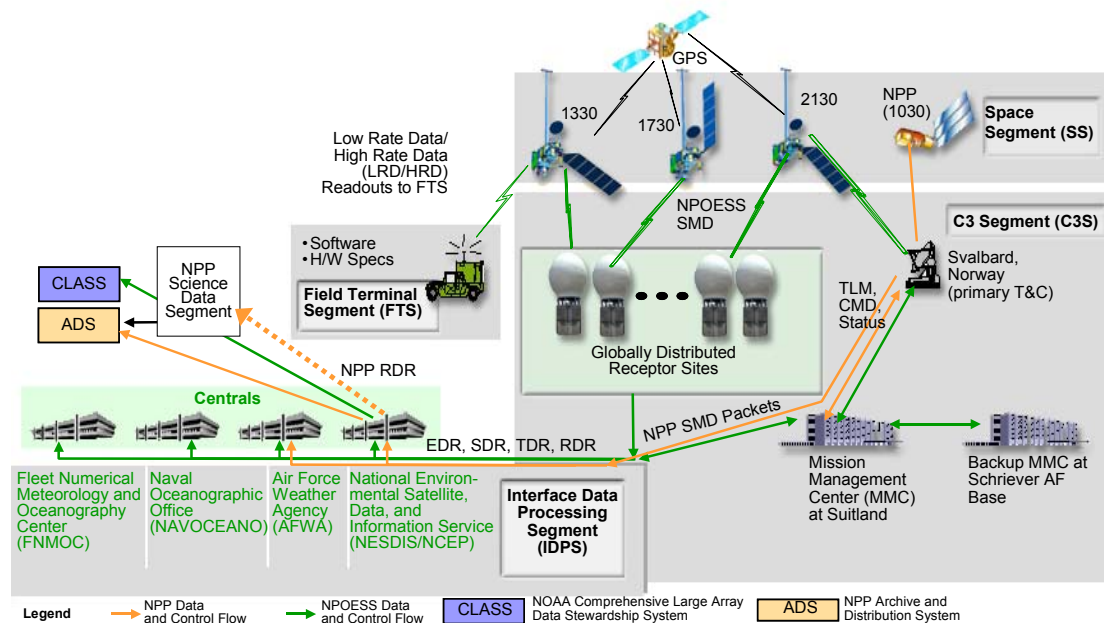 GPS
1330
1730
2130
NPP
(1030)
Space
Segment (SS)
Low Rate Data/
High Rate Data
(LRD/HRD)
Readouts to FTS
NPOESS
SMD
C3 Segment (C3S)
• Software
• H/W Specs
Field Terminal
Segment (FTS)
Svalbard,
Norway
(primary T&C)
TLM,
CMD,
Status
CLASS
ADS
NPP
Science Data
Segment
Globally Distributed
Receptor Sites
NPP RDR
Centrals
NPP SMD Packets
EDR, SDR, TDR, RDR
Fleet Numerical
Meteorology and
Oceanography
Center
(FNMOC)
Naval
Oceanographic
Office
(NAVOCEANO)
Air Force
Weather
Agency
(AFWA)
National Environ-
mental Satellite,
Data, and
Information Service
(NESDIS/NCEP)
Interface Data
Processing
Segment
(IDPS)
Mission
Management
Center (MMC)
at Suitland
Backup MMC at
Schriever AF
Base
Legend
NPP Data
and Control Flow
NPOESS Data
and Control Flow
CLASS
NOAA Comprehensive Large Array
Data Stewardship System
ADS
NPP Archive and
Distribution System